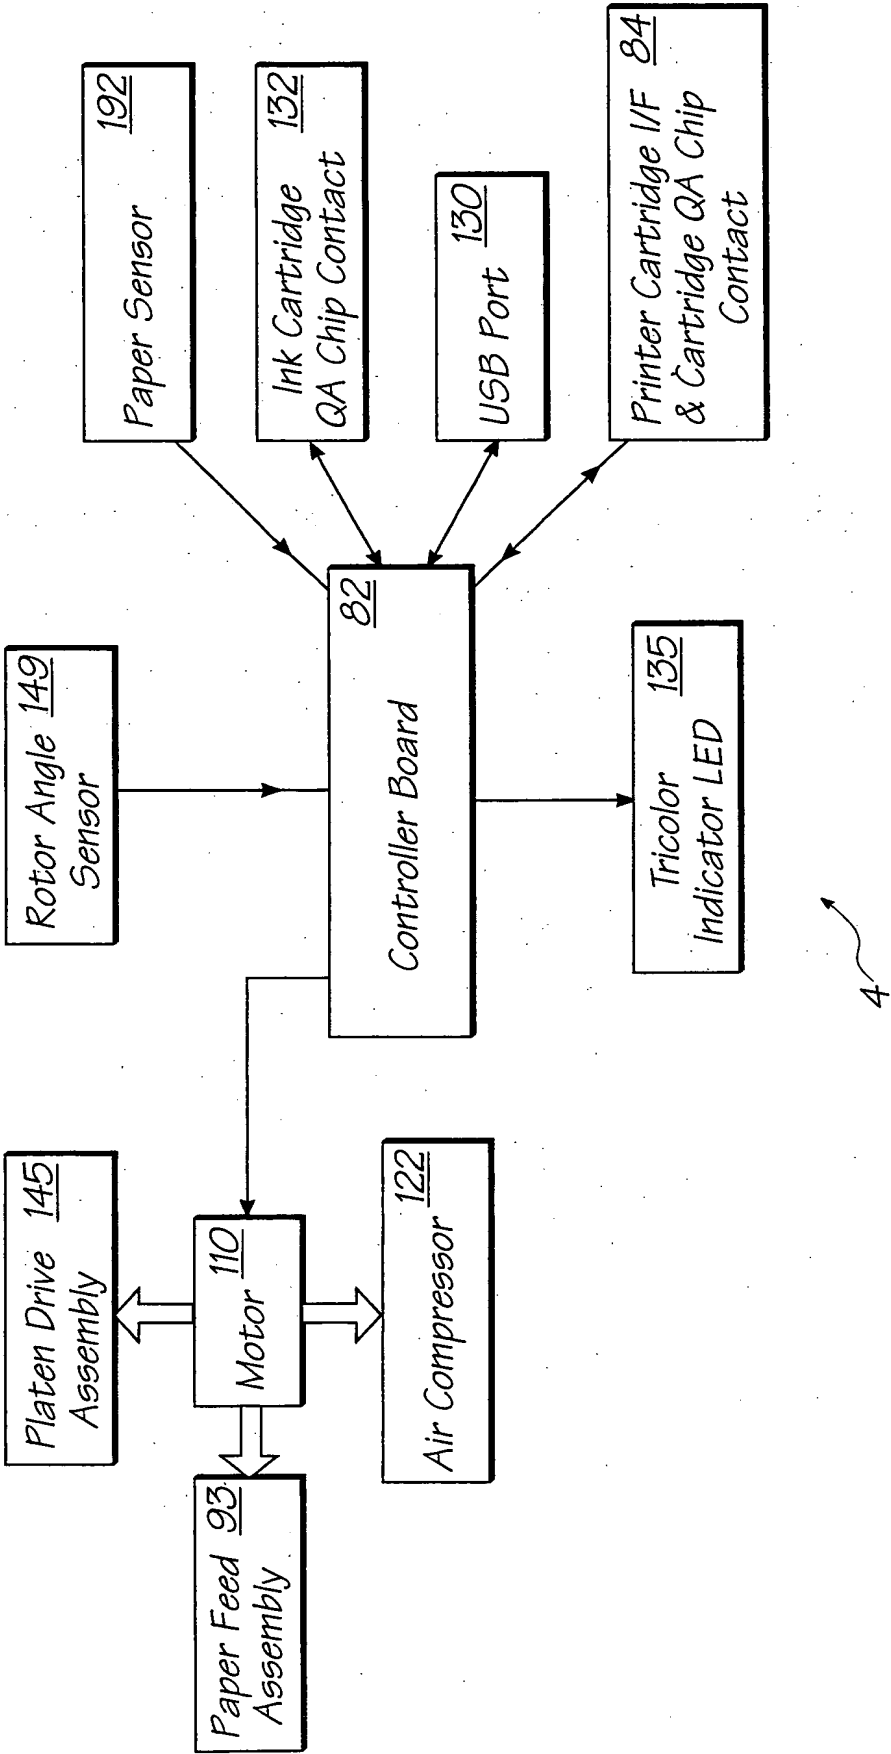 Paper Feed 93
Assembly
Platen Drive 145
Assembly
Motor 110
Air Compressor 122
Rotor Angle 149
Sensor
Controller Board 82
Tricolor 135
Indicator LED
Paper Sensor 192
Ink Cartridge 132
QA Chip Contact
USB Port 130
Printer Cartridge I/F 84
& Cartridge QA Chip
Contact
4